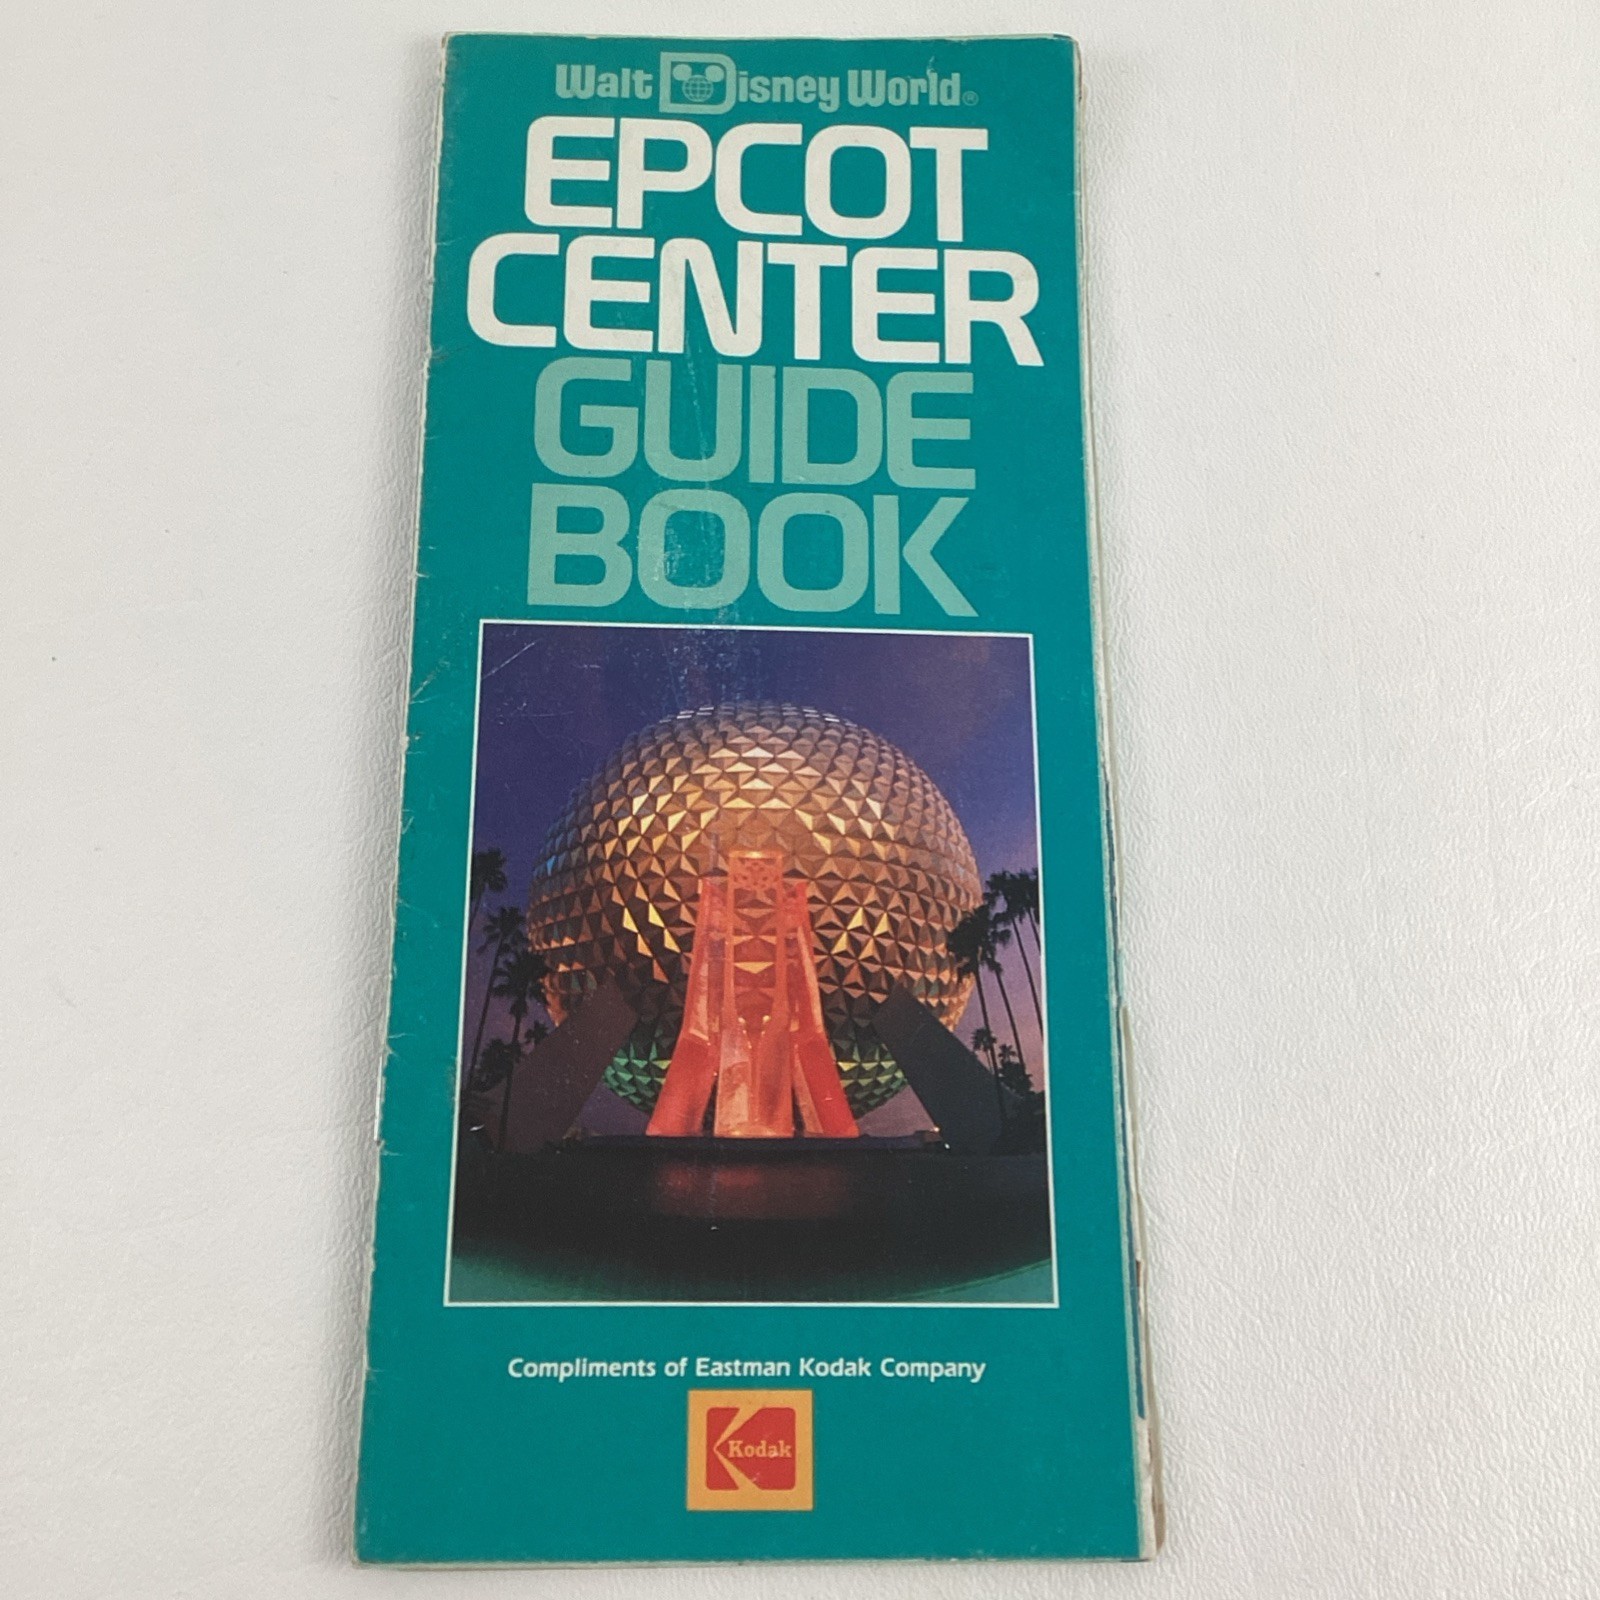 Walt Disney World®
EPCOT
CENTER
GUIDE
BOOK
Compliments of Eastman Kodak Company
Kodak